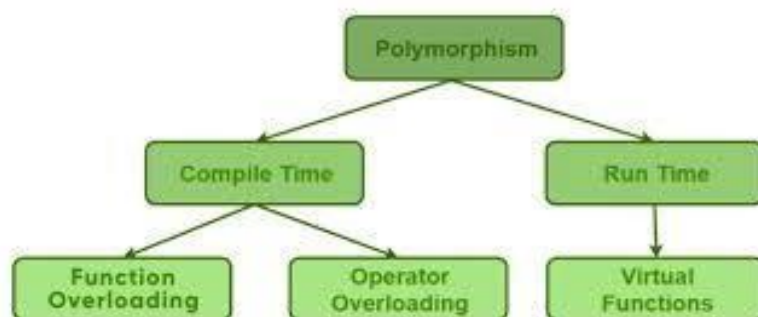 Polymorphism
Compile Time
Run Time
Function
Overloading
Operator
Overloading
Virtual
Functions